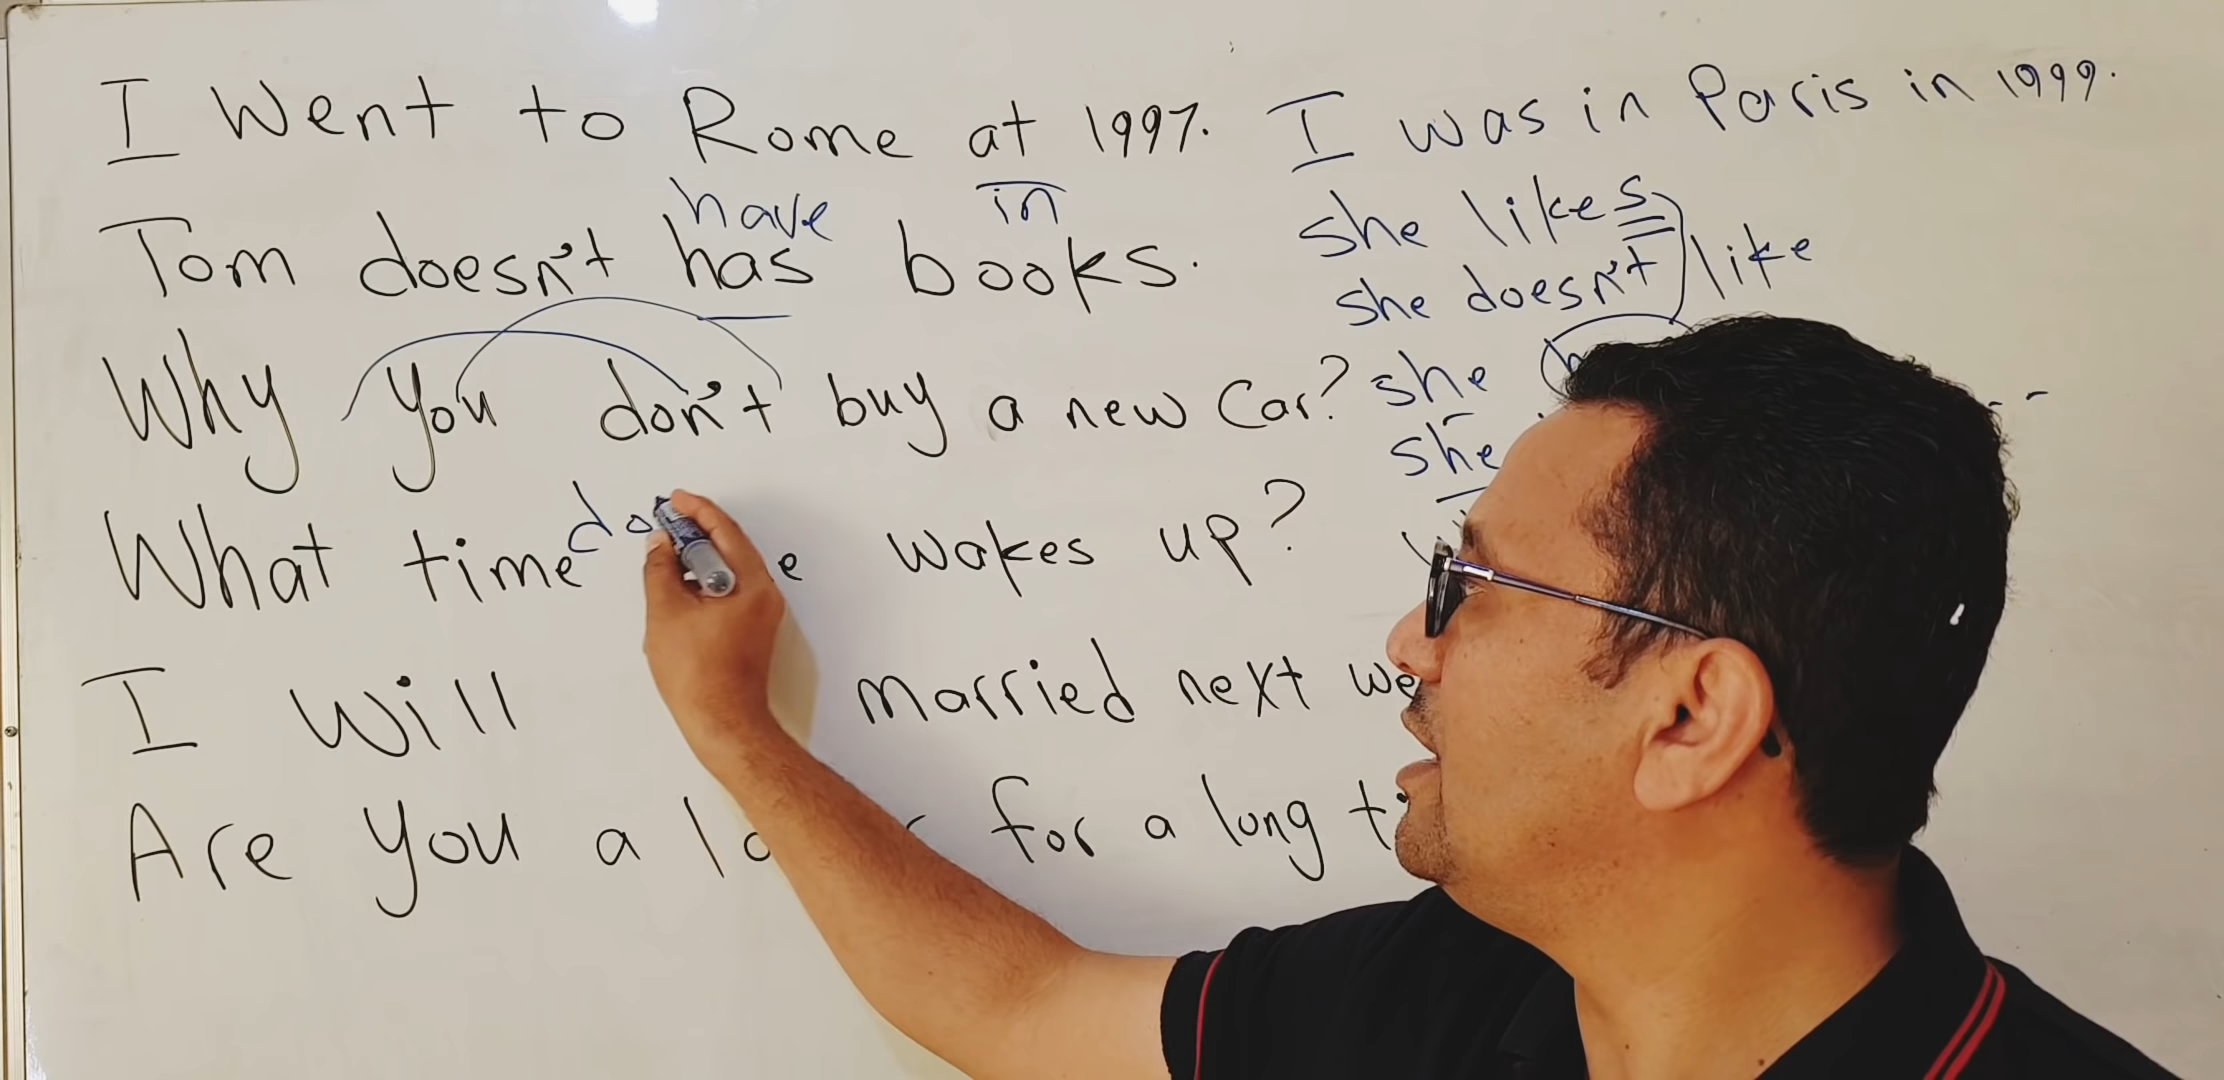 I went to Rome at 1997. I was in Paris in 1999.
in
have
Tom doesn't has books. She likes
she doesn't like
Why you don't buy a new car? she
she
do
What time wakes up?
I will married next
Are you a for a long